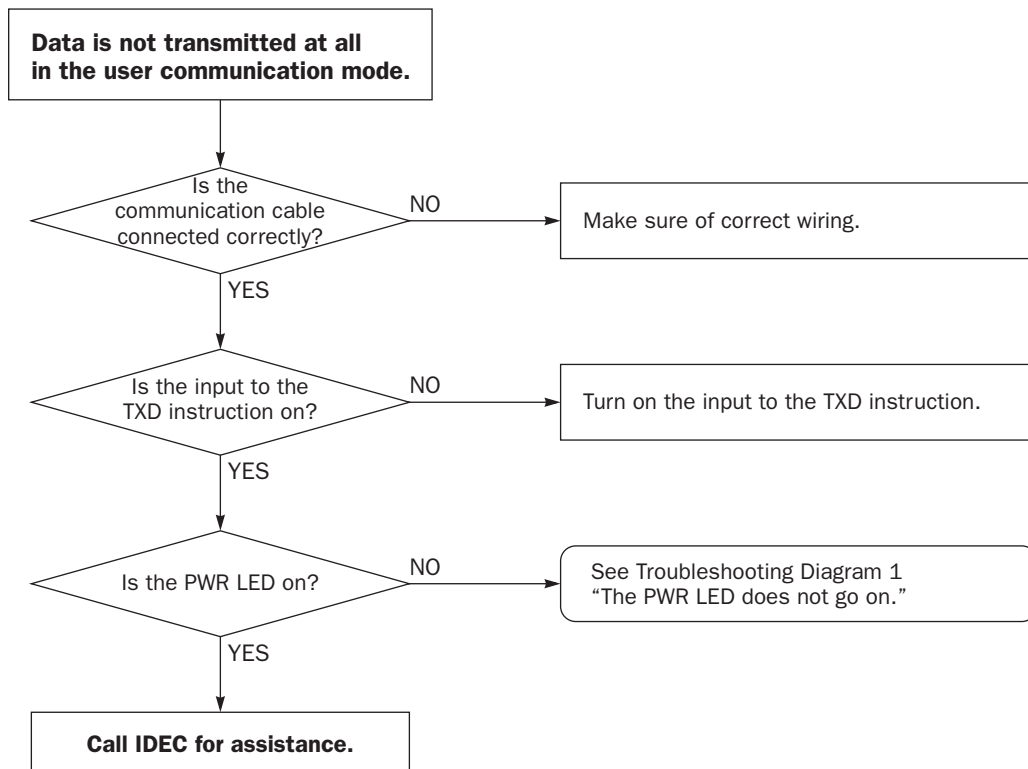 Data is not transmitted at all
in the user communication mode.
Is the
communication cable
connected correctly?
NO
Make sure of correct wiring.
YES
Is the input to the
TXD instruction on?
NO
Turn on the input to the TXD instruction.
YES
Is the PWR LED on?
NO
See Troubleshooting Diagram 1
“The PWR LED does not go on.”
YES
Call IDEC for assistance.